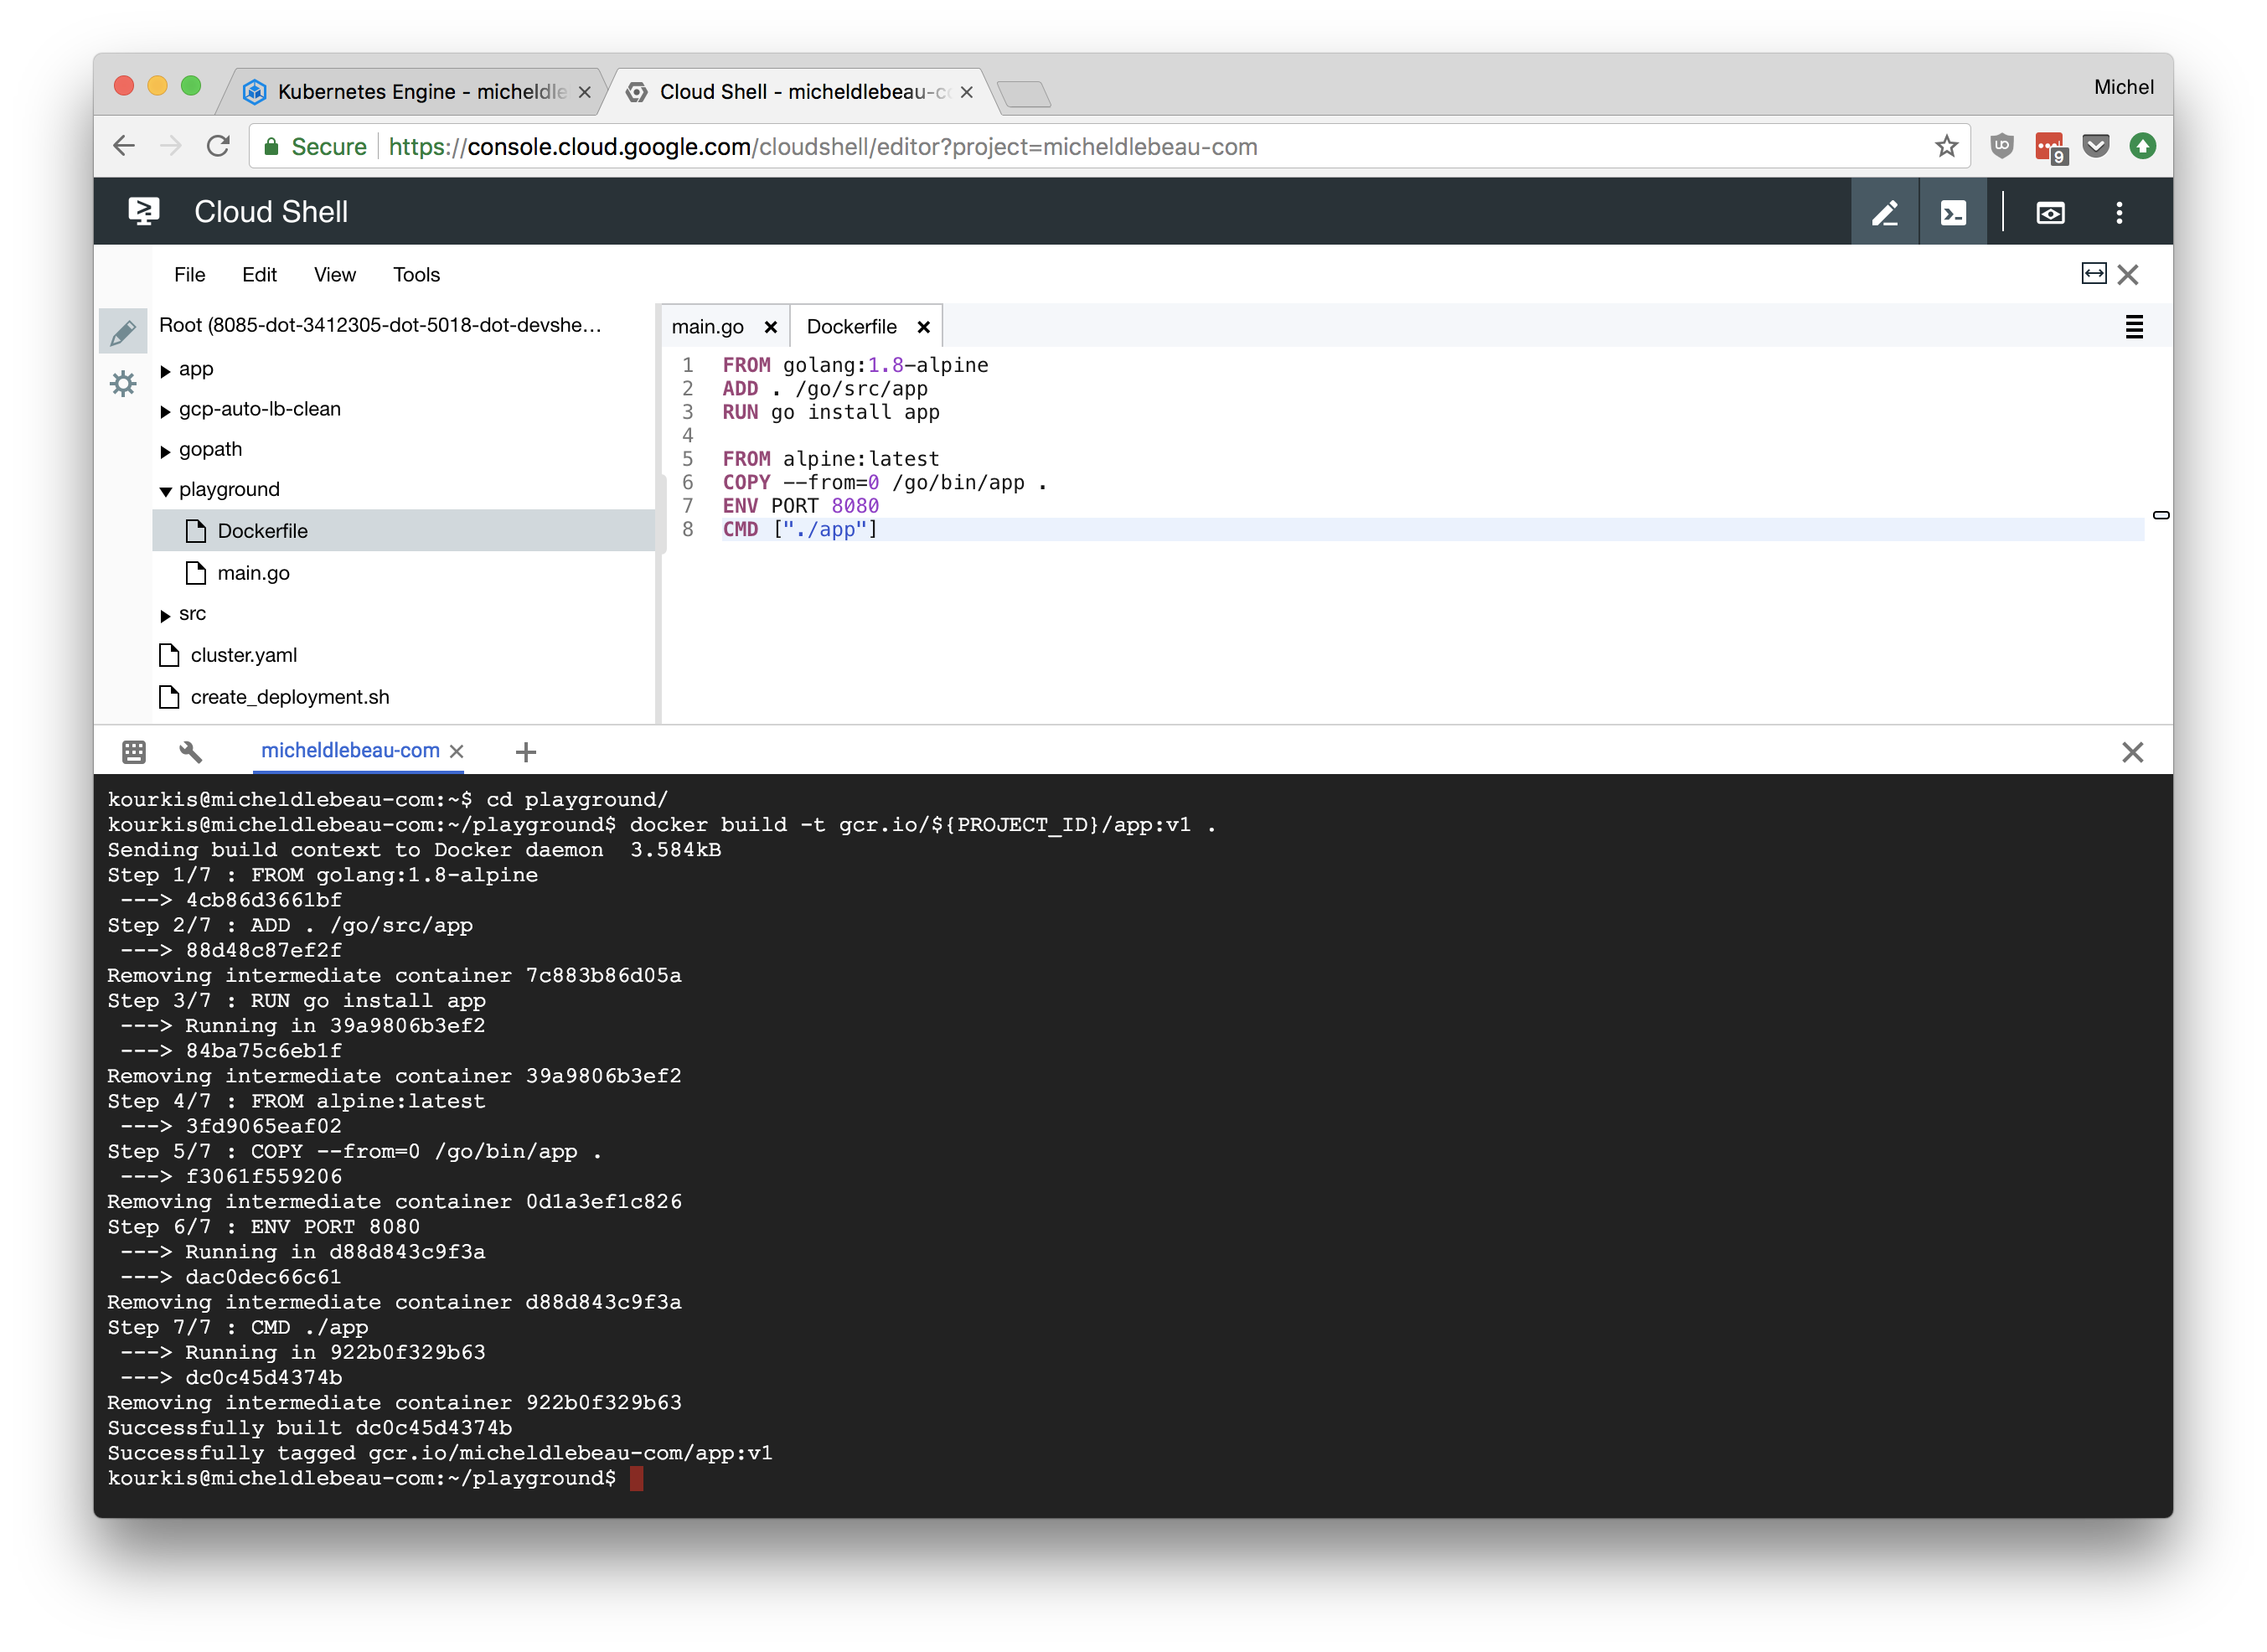 Kubernetes Engine - micheldle
Cloud Shell - micheldlebeau-c
Michel
Secure https://console.cloud.google.com/cloudshell/editor?project=micheldlebeau-com
9
Cloud Shell
File Edit View Tools
Root (8085-dot-3412305-dot-5018-dot-devshe...
app
gcp-auto-lb-clean
gopath
playground
Dockerfile
main.go
src
cluster.yaml
create_deployment.sh
main.go Dockerfile
1 FROM golang:1.8-alpine
2 ADD . /go/src/app
3 RUN go install app
4
5 FROM alpine:latest
6 COPY --from=0 /go/bin/app .
7 ENV PORT 8080
8 CMD ["./app"]
micheldlebeau-com
kourkis@micheldlebeau-com:~$ cd playground/
kourkis@micheldlebeau-com:~/playground$ docker build -t gcr.io/${PROJECT_ID}/app:v1 .
Sending build context to Docker daemon  3.584kB
Step 1/7 : FROM golang:1.8-alpine
 ---> 4cb86d3661bf
Step 2/7 : ADD . /go/src/app
 ---> 88d48c87ef2f
Removing intermediate container 7c883b86d05a
Step 3/7 : RUN go install app
 ---> Running in 39a9806b3ef2
 ---> 84ba75c6eb1f
Removing intermediate container 39a9806b3ef2
Step 4/7 : FROM alpine:latest
 ---> 3fd9065eaf02
Step 5/7 : COPY --from=0 /go/bin/app .
 ---> f3061f559206
Removing intermediate container 0d1a3ef1c826
Step 6/7 : ENV PORT 8080
 ---> Running in d88d843c9f3a
 ---> dac0dec66c61
Removing intermediate container d88d843c9f3a
Step 7/7 : CMD ./app
 ---> Running in 922b0f329b63
 ---> dc0c45d4374b
Removing intermediate container 922b0f329b63
Successfully built dc0c45d4374b
Successfully tagged gcr.io/micheldlebeau-com/app:v1
kourkis@micheldlebeau-com:~/playground$